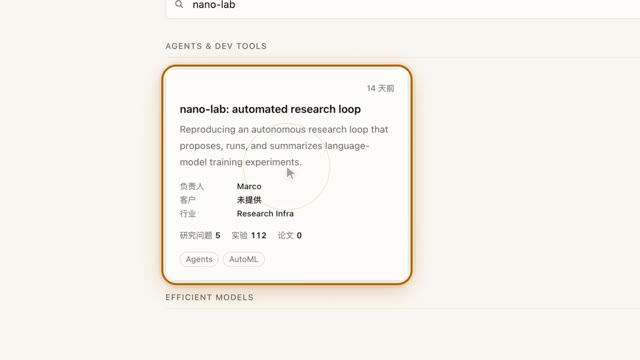 nano-lab
AGENTS & DEV TOOLS
14 天前
nano-lab: automated research loop
Reproducing an autonomous research loop that
proposes, runs, and summarizes language-
model training experiments.
负责人 Marco
客户 未提供
行业 Research Infra
研究问题 5 实验 112 论文 0
Agents AutoML
EFFICIENT MODELS